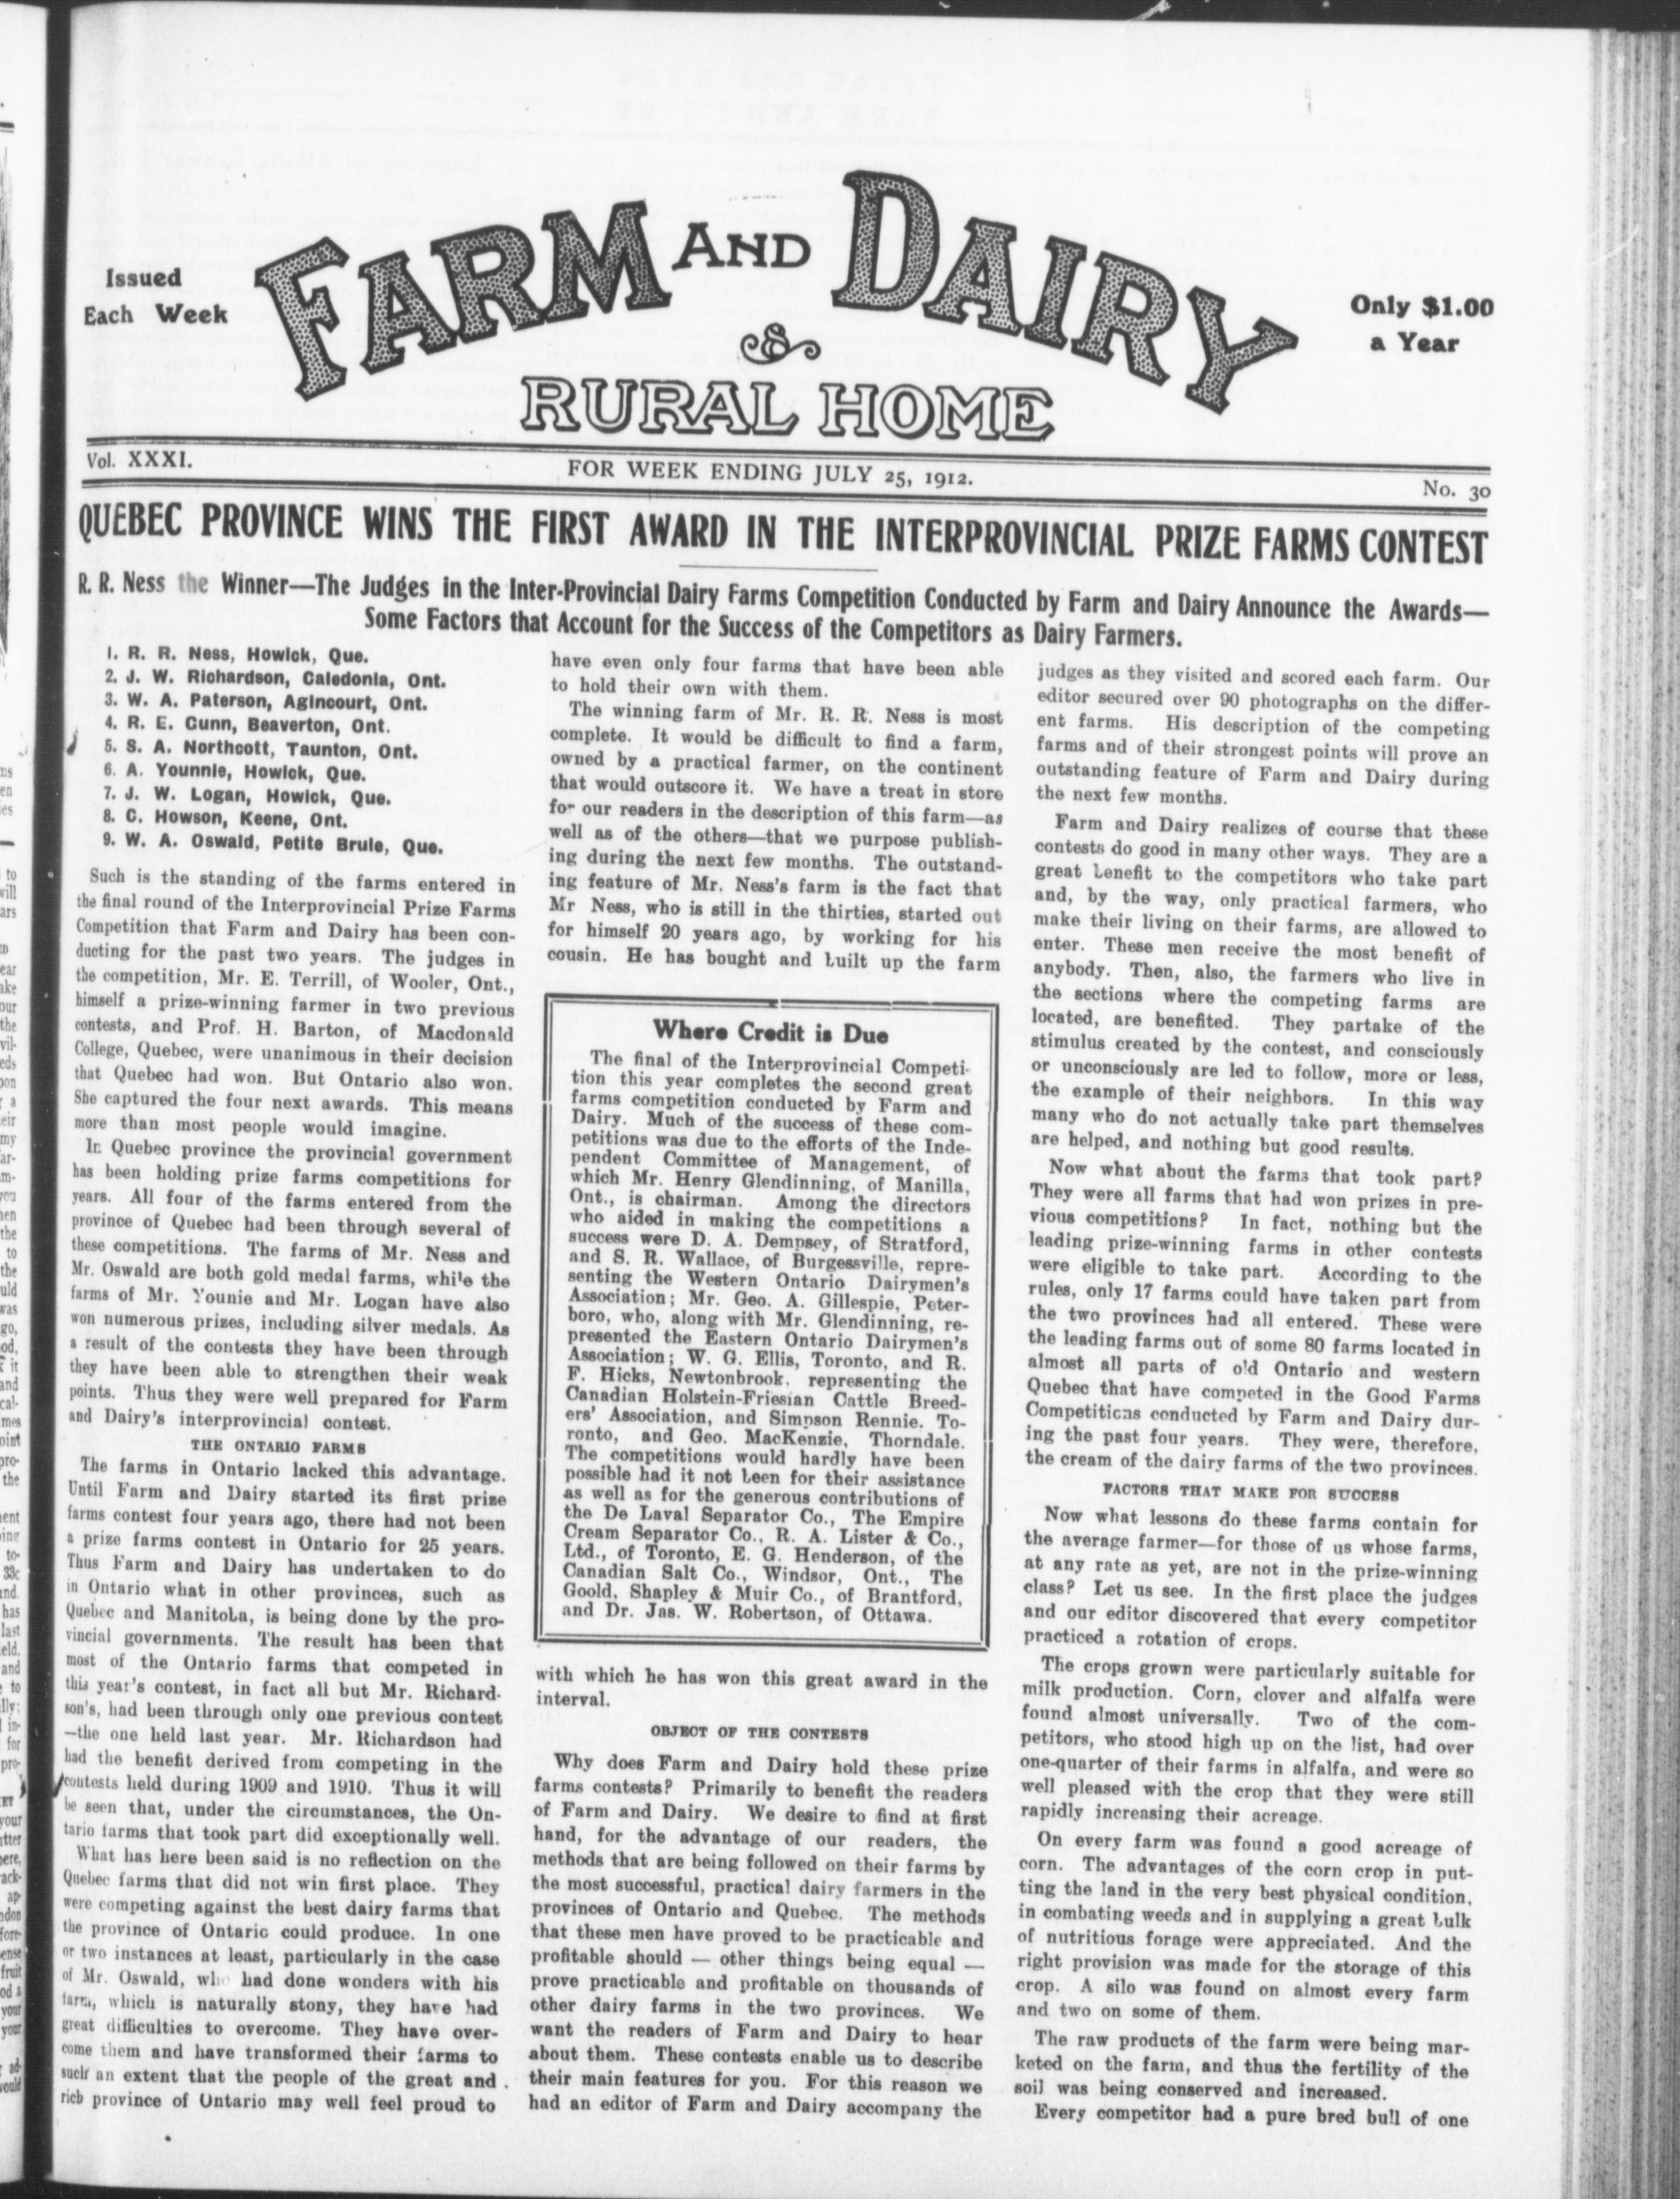 Issued
Each Week
FARM AND DAIRY
&
RURAL HOME
Only $1.00
a Year
Vol. XXXI.
FOR WEEK ENDING JULY 25, 1912.
No. 30
QUEBEC PROVINCE WINS THE FIRST AWARD IN THE INTERPROVINCIAL PRIZE FARMS CONTEST
R. R. Ness the Winner—The Judges in the Inter-Provincial Dairy Farms Competition Conducted by Farm and Dairy Announce the Awards—
Some Factors that Account for the Success of the Competitors as Dairy Farmers.
1. R. R. Ness, Howick, Que.
2. J. W. Richardson, Caledonia, Ont.
3. W. A. Paterson, Agincourt, Ont.
4. R. E. Gunn, Beaverton, Ont.
5. S. A. Northcott, Taunton, Ont.
6. A. Younnie, Howick, Que.
7. J. W. Logan, Howick, Que.
8. C. Howson, Keene, Ont.
9. W. A. Oswald, Petite Brule, Que.
Such is the standing of the farms entered in
the final round of the Interprovincial Prize Farms
Competition that Farm and Dairy has been con-
ducting for the past two years. The judges in
the competition, Mr. E. Terrill, of Wooler, Ont.,
himself a prize-winning farmer in two previous
contests, and Prof. H. Barton, of Macdonald
College, Quebec, were unanimous in their decision
that Quebec had won. But Ontario also won.
She captured the four next awards. This means
more than most people would imagine.
In Quebec province the provincial government
has been holding prize farms competitions for
years. All four of the farms entered from the
province of Quebec had been through several of
these competitions. The farms of Mr. Ness and
Mr. Oswald are both gold medal farms, while the
farms of Mr. Younie and Mr. Logan have also
won numerous prizes, including silver medals. As
a result of the contests they have been through
they have been able to strengthen their weak
points. Thus they were well prepared for Farm
and Dairy's interprovincial contest.
THE ONTARIO FARMS
The farms in Ontario lacked this advantage.
Until Farm and Dairy started its first prize
farms contest four years ago, there had not been
a prize farms contest in Ontario for 25 years.
Thus Farm and Dairy has undertaken to do
in Ontario what in other provinces, such as
Quebec and Manitoba, is being done by the pro-
vincial governments. The result has been that
most of the Ontario farms that competed in
this year's contest, in fact all but Mr. Richard-
son's, had been through only one previous contest
—the one held last year. Mr. Richardson had
had the benefit derived from competing in the
contests held during 1909 and 1910. Thus it will
be seen that, under the circumstances, the On-
tario farms that took part did exceptionally well.
What has here been said is no reflection on the
Quebec farms that did not win first place. They
were competing against the best dairy farms that
the province of Ontario could produce. In one
or two instances at least, particularly in the case
of Mr. Oswald, who had done wonders with his
farm, which is naturally stony, they have had
great difficulties to overcome. They have over-
come them and have transformed their farms to
such an extent that the people of the great and
rich province of Ontario may well feel proud to
have even only four farms that have been able
to hold their own with them.
The winning farm of Mr. R. R. Ness is most
complete. It would be difficult to find a farm,
owned by a practical farmer, on the continent
that would outscore it. We have a treat in store
for our readers in the description of this farm—as
well as of the others—that we purpose publish-
ing during the next few months. The outstand-
ing feature of Mr. Ness's farm is the fact that
Mr Ness, who is still in the thirties, started out
for himself 20 years ago, by working for his
cousin. He has bought and built up the farm
Where Credit is Due
The final of the Interprovincial Competi-
tion this year completes the second great
farms competition conducted by Farm and
Dairy. Much of the success of these com-
petitions was due to the efforts of the Inde-
pendent Committee of Management, of
which Mr. Henry Glendinning, of Manilla,
Ont., is chairman. Among the directors
who aided in making the competitions a
success were D. A. Dempsey, of Stratford,
and S. R. Wallace, of Burgessville, repre-
senting the Western Ontario Dairymen's
Association; Mr. Geo. A. Gillespie, Peter-
boro, who, along with Mr. Glendinning, re-
presented the Eastern Ontario Dairymen's
Association; W. G. Ellis, Toronto, and R.
F. Hicks, Newtonbrook, representing the
Canadian Holstein-Friesian Cattle Breed-
ers' Association, and Simpson Rennie. To-
ronto, and Geo. MacKenzie, Thorndale.
The competitions would hardly have been
possible had it not been for their assistance
as well as for the generous contributions of
the De Laval Separator Co., The Empire
Cream Separator Co., R. A. Lister & Co.,
Ltd., of Toronto, E. G. Henderson, of the
Canadian Salt Co., Windsor, Ont., The
Goold, Shapley & Muir Co., of Brantford,
and Dr. Jas. W. Robertson, of Ottawa.
with which he has won this great award in the
interval.
OBJECT OF THE CONTESTS
Why does Farm and Dairy hold these prize
farms contests? Primarily to benefit the readers
of Farm and Dairy. We desire to find at first
hand, for the advantage of our readers, the
methods that are being followed on their farms by
the most successful, practical dairy farmers in the
provinces of Ontario and Quebec. The methods
that these men have proved to be practicable and
profitable should — other things being equal —
prove practicable and profitable on thousands of
other dairy farms in the two provinces. We
want the readers of Farm and Dairy to hear
about them. These contests enable us to describe
their main features for you. For this reason we
had an editor of Farm and Dairy accompany the
judges as they visited and scored each farm. Our
editor secured over 90 photographs on the differ-
ent farms. His description of the competing
farms and of their strongest points will prove an
outstanding feature of Farm and Dairy during
the next few months.
Farm and Dairy realizes of course that these
contests do good in many other ways. They are a
great benefit to the competitors who take part
and, by the way, only practical farmers, who
make their living on their farms, are allowed to
enter. These men receive the most benefit of
anybody. Then, also, the farmers who live in
the sections where the competing farms are
located, are benefited. They partake of the
stimulus created by the contest, and consciously
or unconsciously are led to follow, more or less,
the example of their neighbors. In this way
many who do not actually take part themselves
are helped, and nothing but good results.
Now what about the farms that took part?
They were all farms that had won prizes in pre-
vious competitions? In fact, nothing but the
leading prize-winning farms in other contests
were eligible to take part. According to the
rules, only 17 farms could have taken part from
the two provinces had all entered. These were
the leading farms out of some 80 farms located in
almost all parts of old Ontario and western
Quebec that have competed in the Good Farms
Competitions conducted by Farm and Dairy dur-
ing the past four years. They were, therefore,
the cream of the dairy farms of the two provinces.
FACTORS THAT MAKE FOR SUCCESS
Now what lessons do these farms contain for
the average farmer—for those of us whose farms,
at any rate as yet, are not in the prize-winning
class? Let us see. In the first place the judges
and our editor discovered that every competitor
practiced a rotation of crops.
The crops grown were particularly suitable for
milk production. Corn, clover and alfalfa were
found almost universally. Two of the com-
petitors, who stood high up on the list, had over
one-quarter of their farms in alfalfa, and were so
well pleased with the crop that they were still
rapidly increasing their acreage.
On every farm was found a good acreage of
corn. The advantages of the corn crop in put-
ting the land in the very best physical condition,
in combating weeds and in supplying a great bulk
of nutritious forage were appreciated. And the
right provision was made for the storage of this
crop. A silo was found on almost every farm
and two on some of them.
The raw products of the farm were being mar-
keted on the farm, and thus the fertility of the
soil was being conserved and increased.
Every competitor had a pure bred bull of one